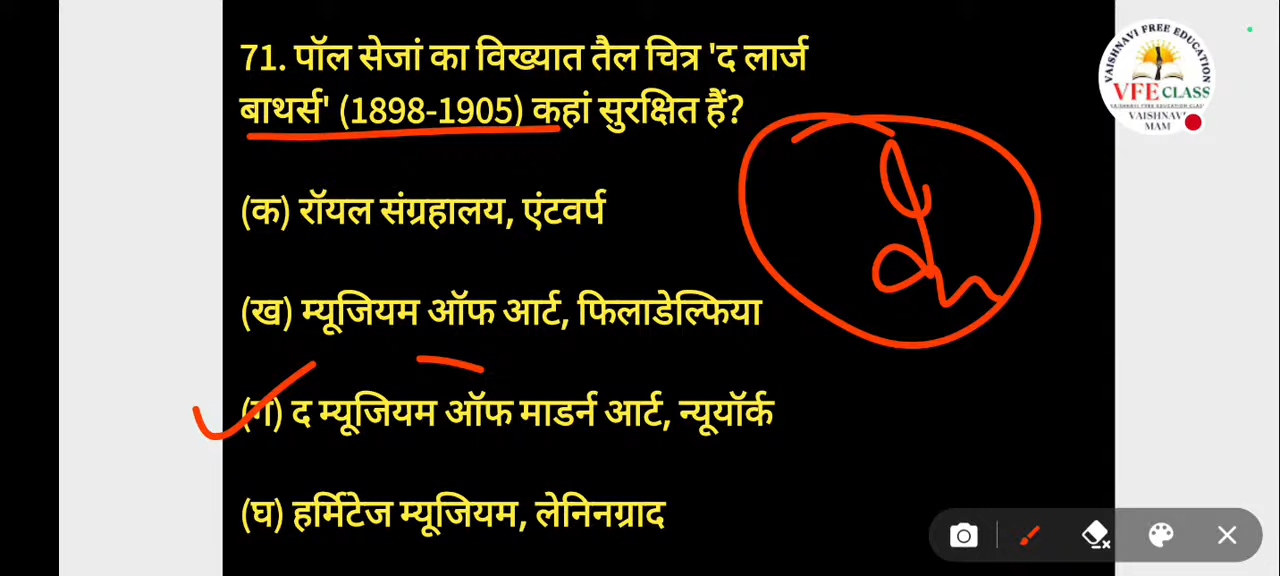 71. पॉल सेजां का विख्यात तैल चित्र 'द लार्ज
बाथर्स' (1898-1905) कहां सुरक्षित हैं?
(क) रॉयल संग्रहालय, एंटवर्प
(ख) म्यूजियम ऑफ आर्ट, फिलाडेल्फिया
(ग) द म्यूजियम ऑफ माडर्न आर्ट, न्यूयॉर्क
(घ) हर्मिटेज म्यूजियम, लेनिनग्राद
VAISHNAVI FREE EDUCATION
VFE CLASS
VAISHNAVI
MAM